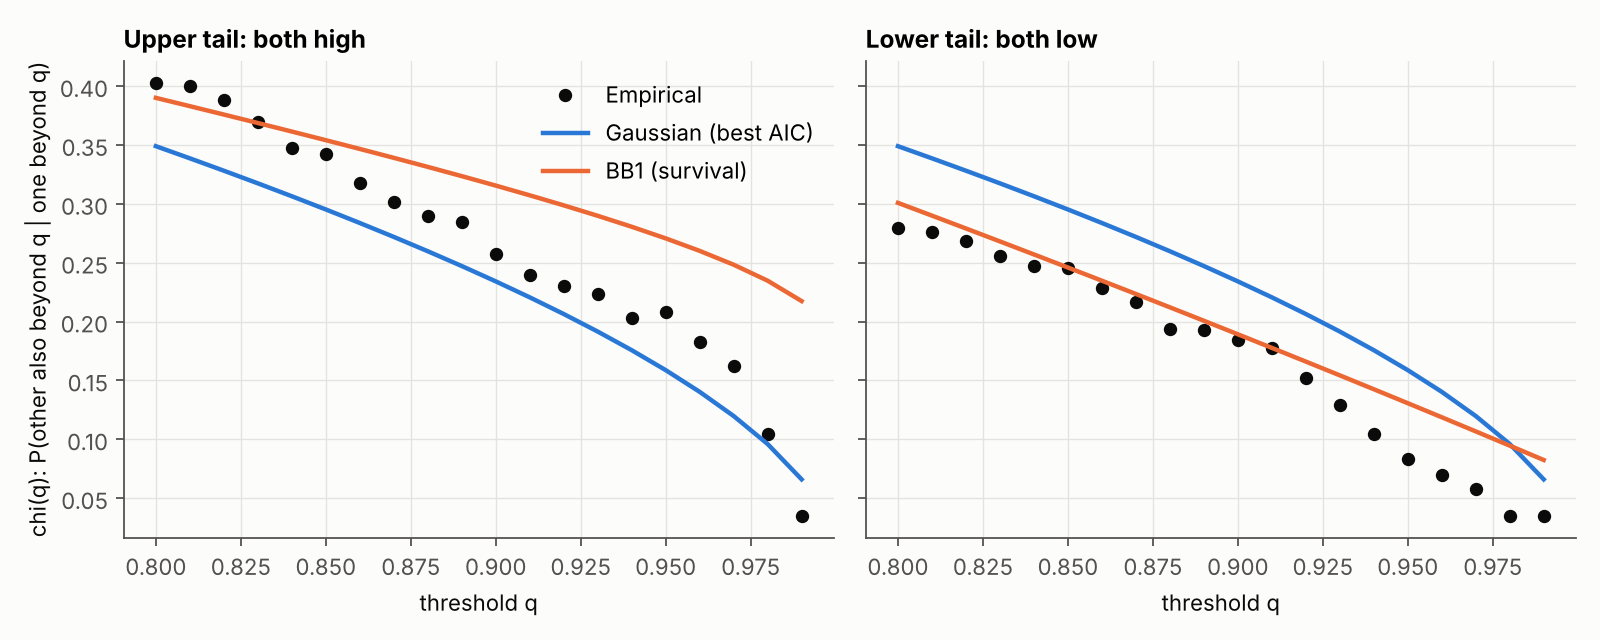 Upper tail: both high
Lower tail: both low
chi(q): P(other also beyond q | one beyond q)
0.40
0.35
0.30
0.25
0.20
0.15
0.10
0.05
Empirical
Gaussian (best AIC)
BB1 (survival)
0.800 0.825 0.850 0.875 0.900 0.925 0.950 0.975
threshold q
0.800 0.825 0.850 0.875 0.900 0.925 0.950 0.975
threshold q